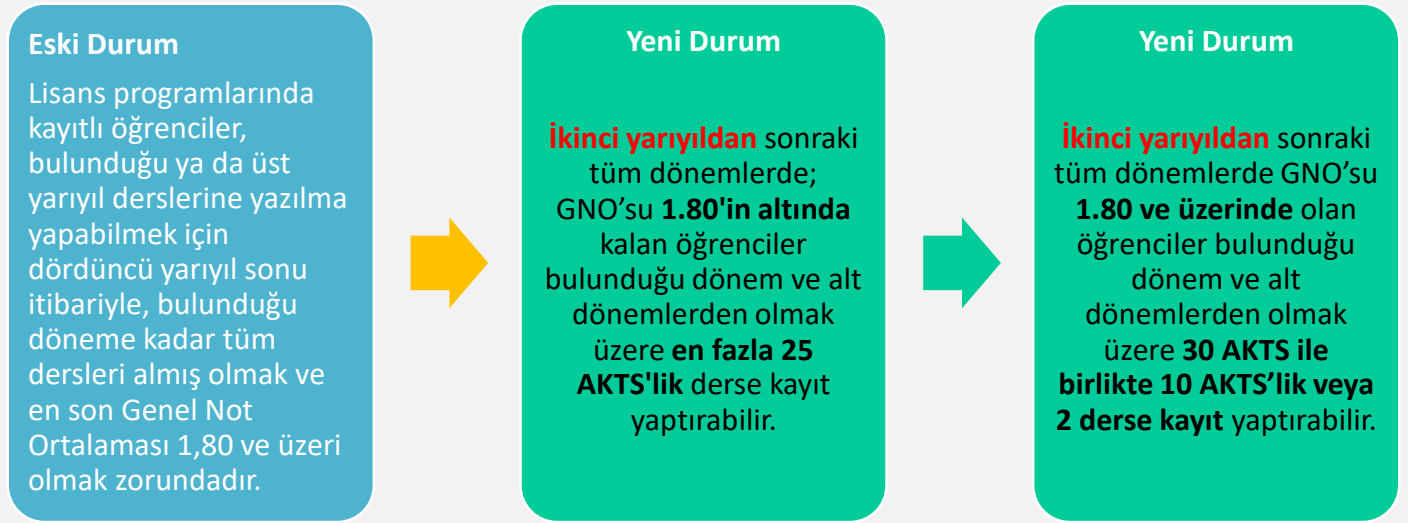 Eski Durum
Lisans programlarında
kayıtlı öğrenciler,
bulunduğu ya da üst
yarıyıl derslerine yazılma
yapabilmek için
dördüncü yarıyıl sonu
itibariyle, bulunduğu
döneme kadar tüm
dersleri almış olmak ve
en son Genel Not
Ortalaması 1,80 ve üzeri
olmak zorundadır.
Yeni Durum
İkinci yarıyıldan sonraki
tüm dönemlerde;
GNO’su 1.80'in altında
kalan öğrenciler
bulunduğu dönem ve alt
dönemlerden olmak
üzere en fazla 25
AKTS'lik derse kayıt
yaptırabilir.
Yeni Durum
İkinci yarıyıldan sonraki
tüm dönemlerde GNO’su
1.80 ve üzerinde olan
öğrenciler bulunduğu
dönem ve alt
dönemlerden olmak
üzere 30 AKTS ile
birlikte 10 AKTS’lik veya
2 derse kayıt yaptırabilir.